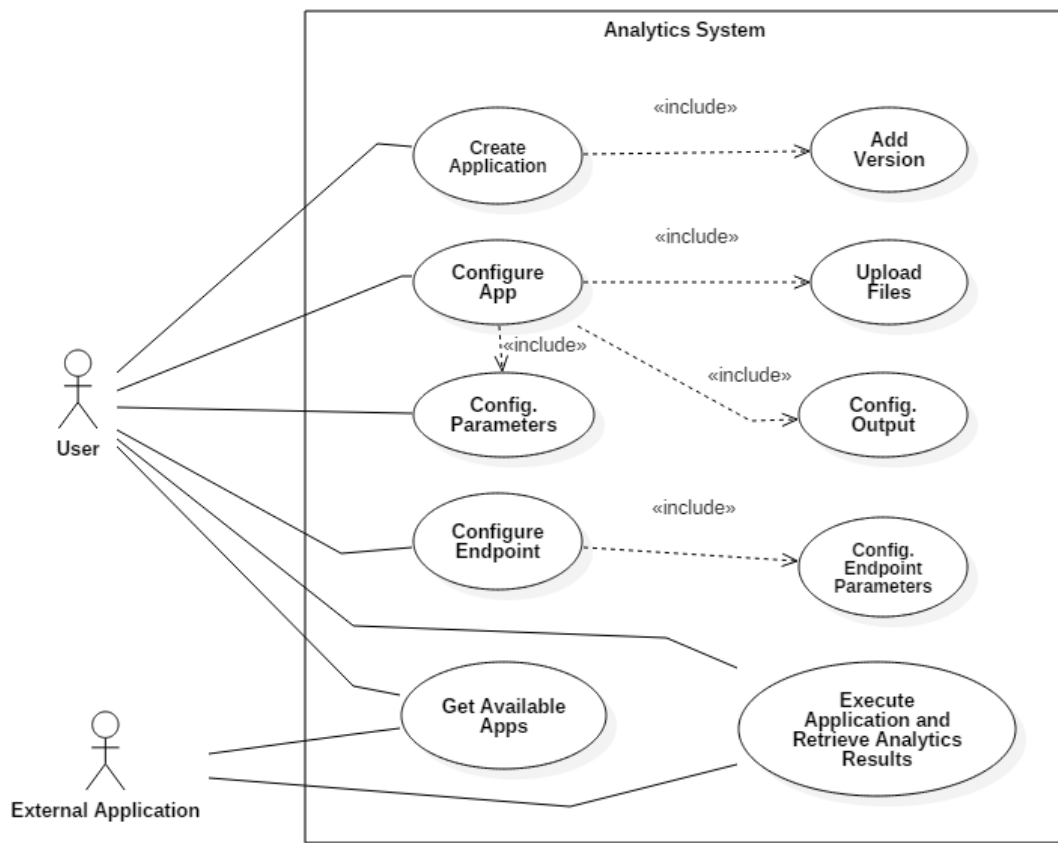 Analytics System
«include»
Create
Application
Add
Version
«include»
Configure
App
Upload
Files
«include»
«include»
Config.
Parameters
Config.
Output
User
«include»
Configure
Endpoint
Config.
Endpoint
Parameters
Get Available
Apps
Execute
Application and
Retrieve Analytics
Results
External Application